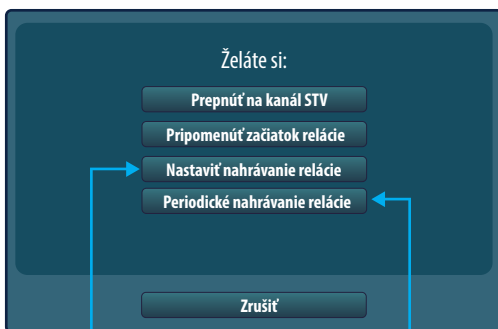 Želáte si:
Prepnúť na kanál STV
Pripomenúť začiatok relácie
Nastaviť nahrávanie relácie
Periodické nahrávanie relácie
Zrušiť